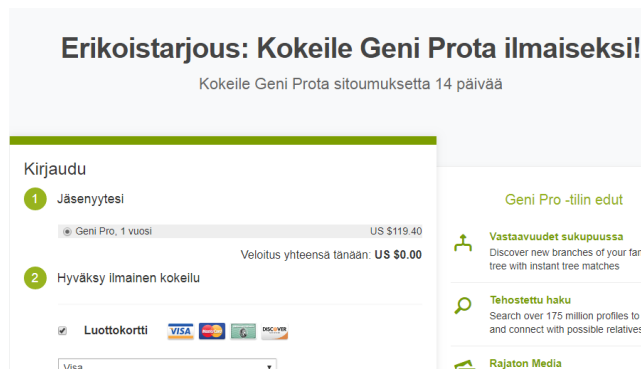 Erikoistarjous: Kokeile Geni Prota ilmaiseksi!
Kokeile Geni Prota sitoumuksetta 14 päivää
Kirjaudu
1 Jäsenyytesi
Geni Pro, 1 vuosi US $119.40
Veloitus yhteensä tänään: US $0.00
2 Hyväksy ilmainen kokeilu
Luottokortti VISA DISCOVER
Visa
Geni Pro -tilin edut
Vastaavuudet sukupuussa
Discover new branches of your
tree with instant tree matches
Tehostettu haku
Search over 175 million profiles to
and connect with possible relatives
Rajaton Media